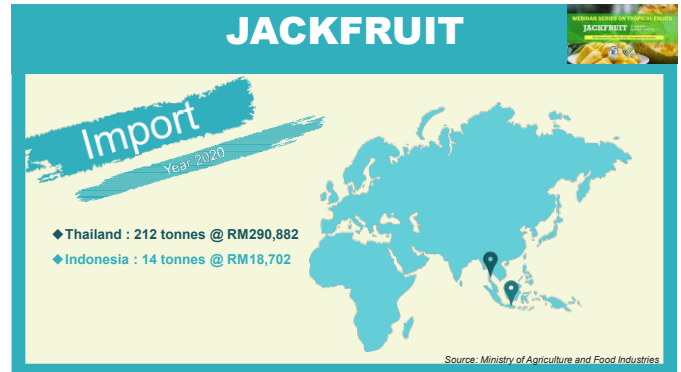 JACKFRUIT
WEBINAR SERIES ON TROPICAL FRUITS
JACKFRUIT
Import
Year 2020
◆Thailand : 212 tonnes @ RM290,882
◆Indonesia : 14 tonnes @ RM18,702
Source: Ministry of Agriculture and Food Industries